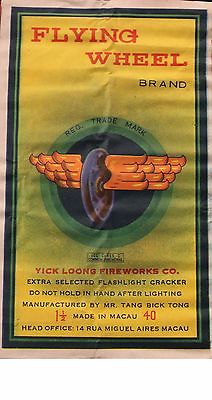 FLYING
WHEEL
BRAND
REG. TRADE MARK
YICK LOONG FIREWORKS CO.
EXTRA SELECTED FLASHLIGHT CRACKER
DO NOT HOLD IN HAND AFTER LIGHTING
MANUFACTURED BY MR. TANG BICK TONG
1½ MADE IN MACAU 40
HEAD OFFICE: 14 RUA MIGUEL AIRES MACAU